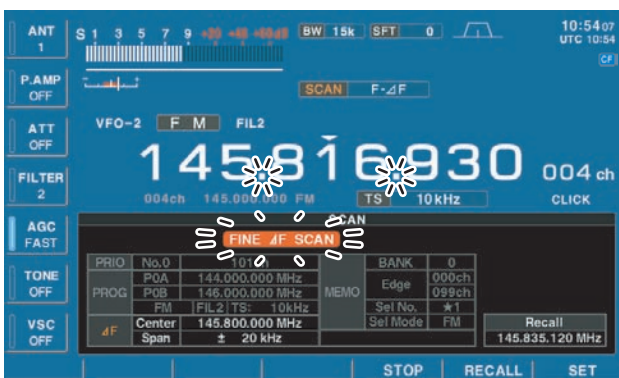 ANT 1
S 1 3 5 7 9 +20 +40 +60dB
BW 15k SFT 0
10:54 07
UTC 10:54
CF
P.AMP OFF
SCAN F-⊿F
ATT OFF
VFO-2 FM FIL2
145.816.930
004 ch
FILTER 2
004ch 145.000.000 FM
TS 10kHz
CLICK
AGC FAST
SCAN
FINE ⊿F SCAN
PRIO No.0 101ch
PROG P0A 144.000.000 MHz
P0B 146.000.000 MHz
FM FIL2 TS: 10kHz
⊿F Center 145.800.000 MHz
Span ± 20 kHz
MEMO BANK 0
Edge 000ch
099ch
Sel No. ★1
Sel Mode FM
TONE OFF
Recall
145.835.120 MHz
VSC OFF
STOP RECALL SET